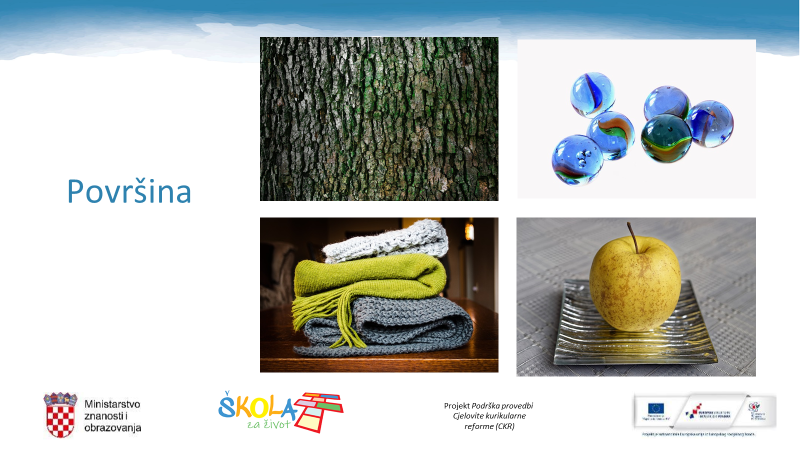 Površina
Ministarstvo
znanosti i
obrazovanja
ŠKOLA
za život
Projekt Podrška provedbi
Cjelovite kurikularne
reforme (CKR)